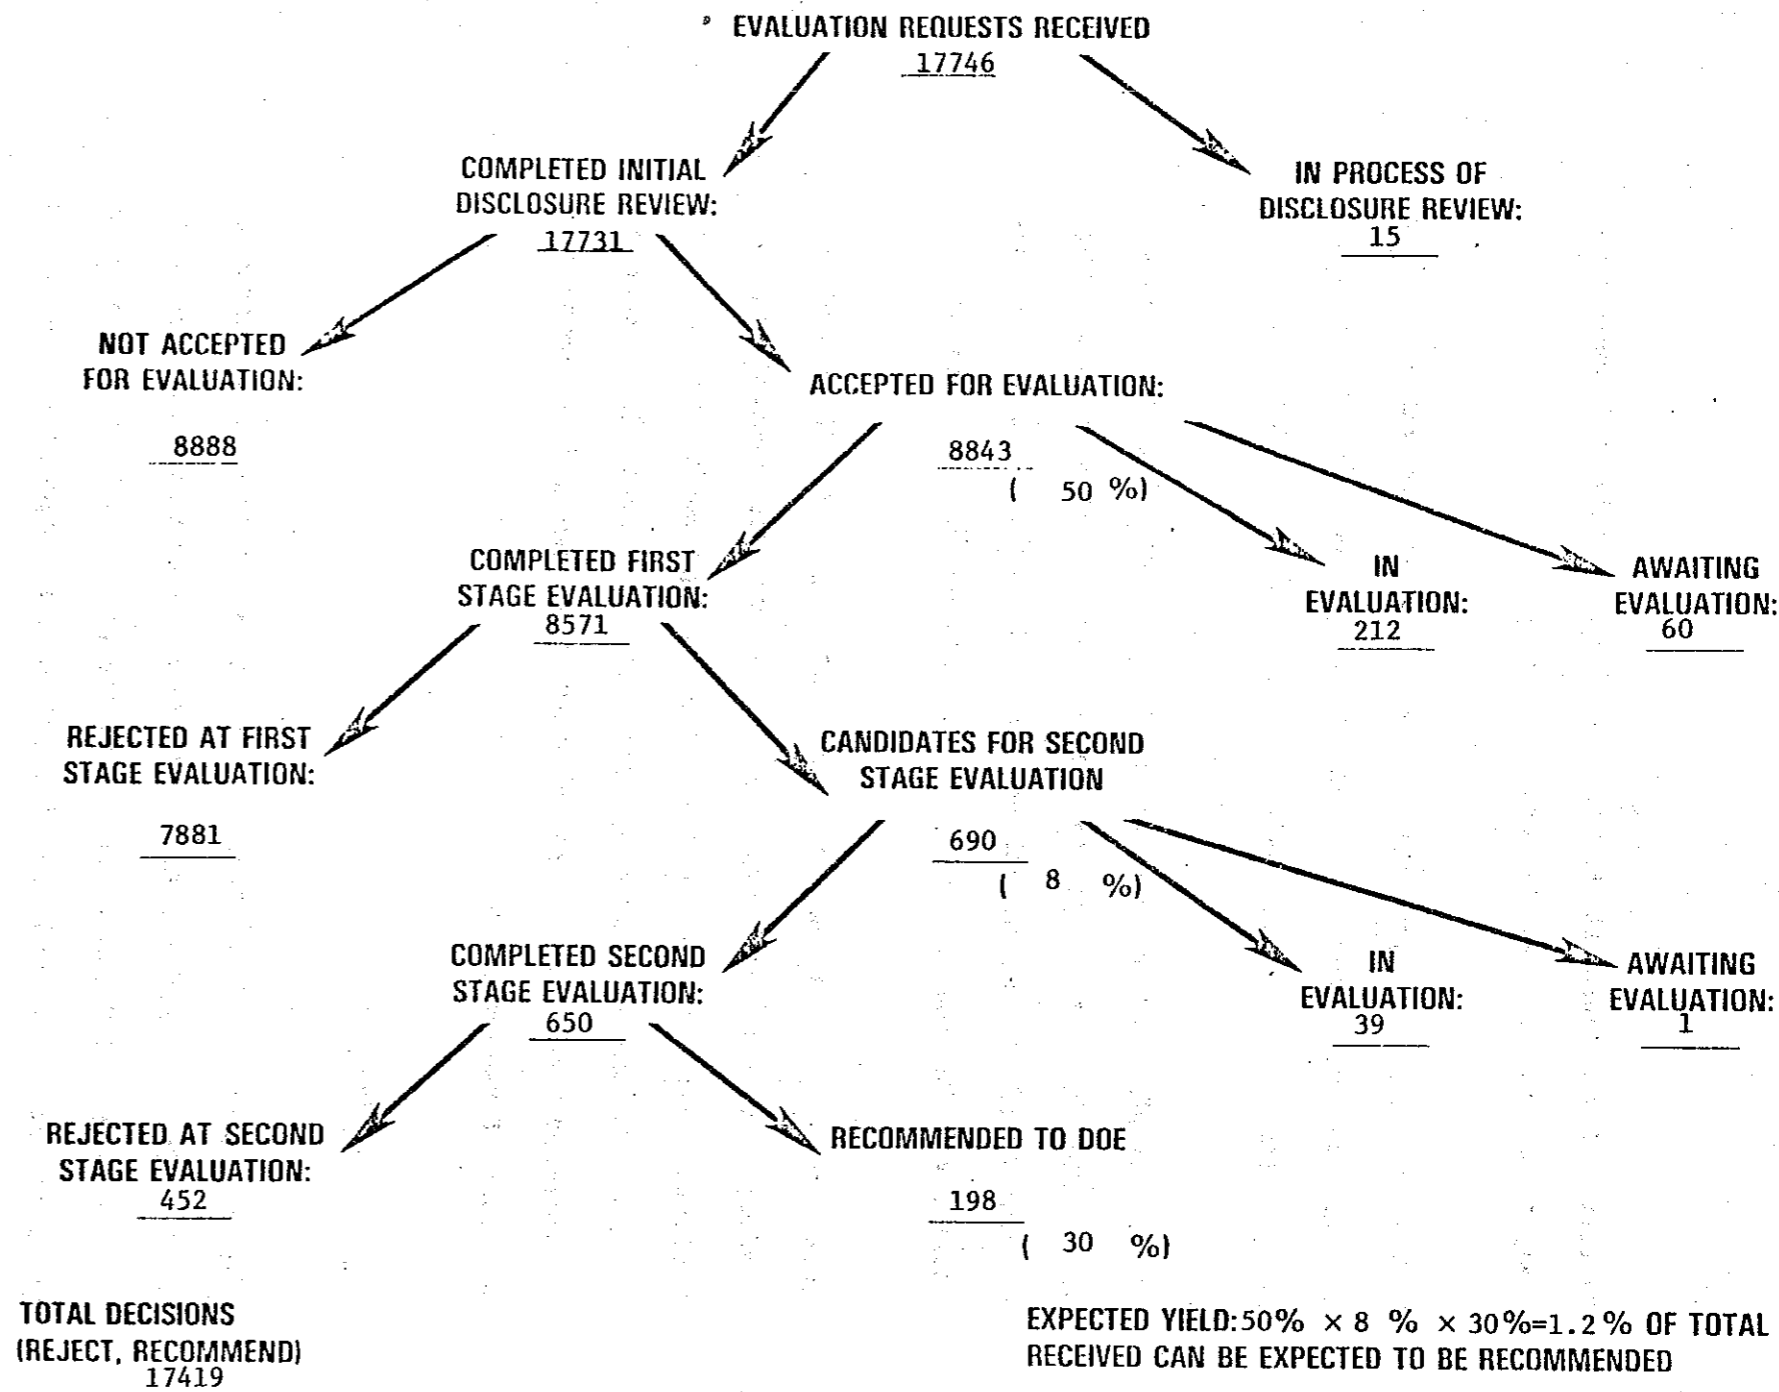 EVALUATION REQUESTS RECEIVED
17746
COMPLETED INITIAL
DISCLOSURE REVIEW:
17731
IN PROCESS OF
DISCLOSURE REVIEW:
15
NOT ACCEPTED
FOR EVALUATION:
8888
ACCEPTED FOR EVALUATION:
8843
( 50 %)
COMPLETED FIRST
STAGE EVALUATION:
8571
IN
EVALUATION:
212
AWAITING
EVALUATION:
60
REJECTED AT FIRST
STAGE EVALUATION:
7881
CANDIDATES FOR SECOND
STAGE EVALUATION
690
( 8 %)
COMPLETED SECOND
STAGE EVALUATION:
650
IN
EVALUATION:
39
AWAITING
EVALUATION:
1
REJECTED AT SECOND
STAGE EVALUATION:
452
RECOMMENDED TO DOE
198
( 30 %)
TOTAL DECISIONS
(REJECT, RECOMMEND)
17419
EXPECTED YIELD:50% × 8 % × 30%=1.2% OF TOTAL
RECEIVED CAN BE EXPECTED TO BE RECOMMENDED